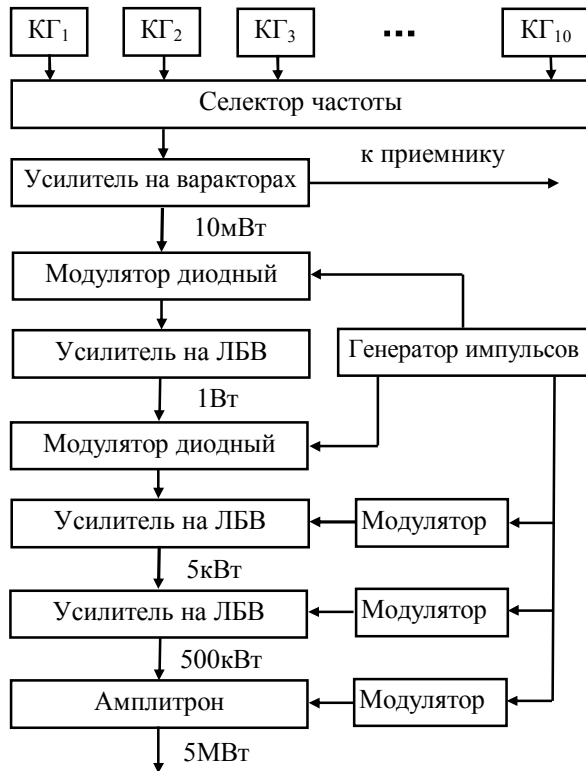 КГ₁ КГ₂ КГ₃ ... КГ₁₀
Селектор частоты
к приемнику
Усилитель на варакторах
10мВт
Модулятор диодный
Усилитель на ЛБВ
Генератор импульсов
1Вт
Модулятор диодный
Усилитель на ЛБВ
Модулятор
5кВт
Усилитель на ЛБВ
Модулятор
500кВт
Амплитрон
Модулятор
5МВт